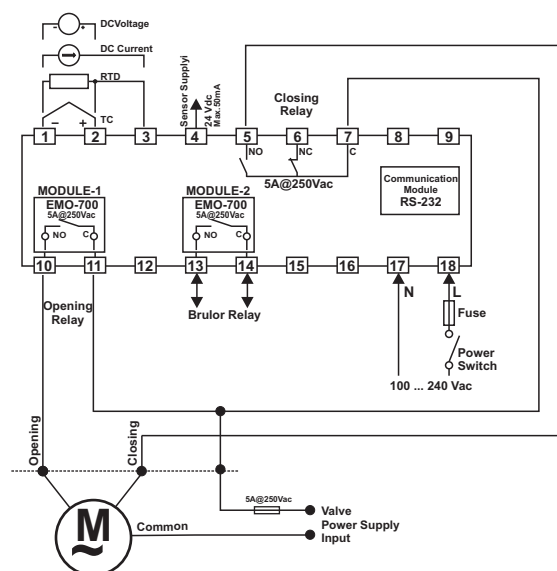 DCVoltage
- +
DC Current
RTD
- + TC
Sensor Supplyi
24 Vdc
Max.50mA
Closing
Relay
1 2 3 4 5 6 7 8 9
NO NC C
5A@250Vac
Communication
Module
RS-232
MODULE-1
EMO-700
5A@250Vac
NO C
MODULE-2
EMO-700
5A@250Vac
NO C
10 11 12 13 14 15 16 17 18
Opening
Relay
Brulor Relay
N
L
Fuse
Power
Switch
100 ... 240 Vac
Opening
Closing
5A@250Vac
Valve
Power Supply
Input
M
~
Common